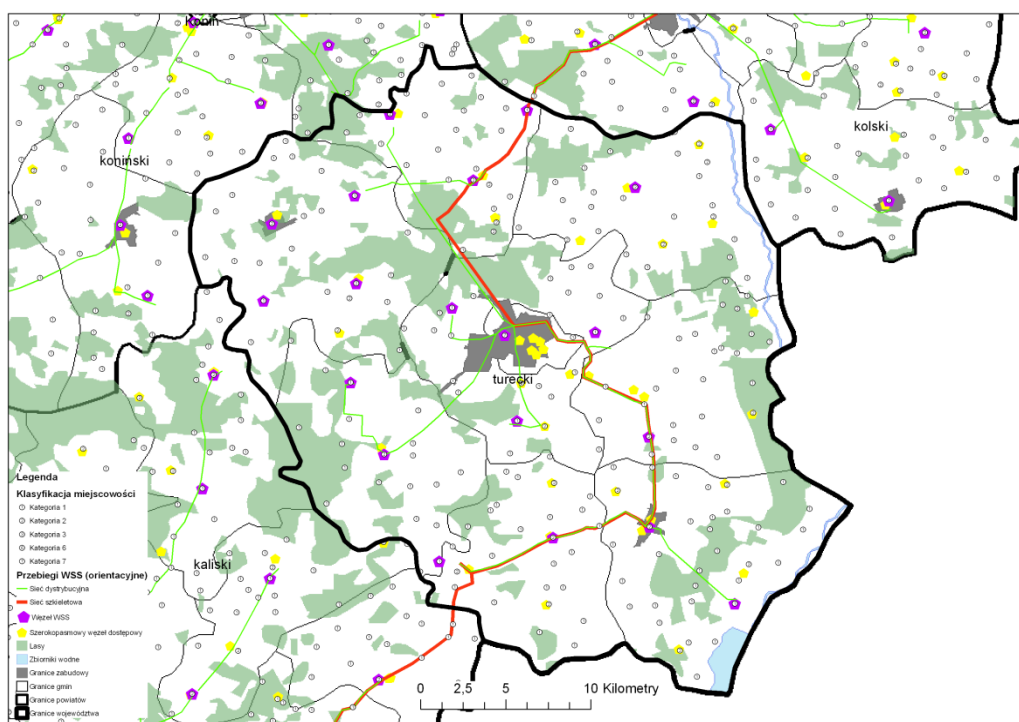 Konin
kolski
koniński
turecki
kaliski
Legenda
Klasyfikacja miejscowości
Kategoria 1
Kategoria 2
Kategoria 3
Kategoria 6
Kategoria 7
Przebiegi WSS (orientacyjne)
Sieć dystrybucyjna
Sieć szkieletowa
Węzeł WSS
Szerokopasmowy węzeł dostępowy
Lasy
Zbiorniki wodne
Granice zabudowy
Granice gmin
Granice powiatów
Granice województwa
0 2,5 5 10 Kilometry